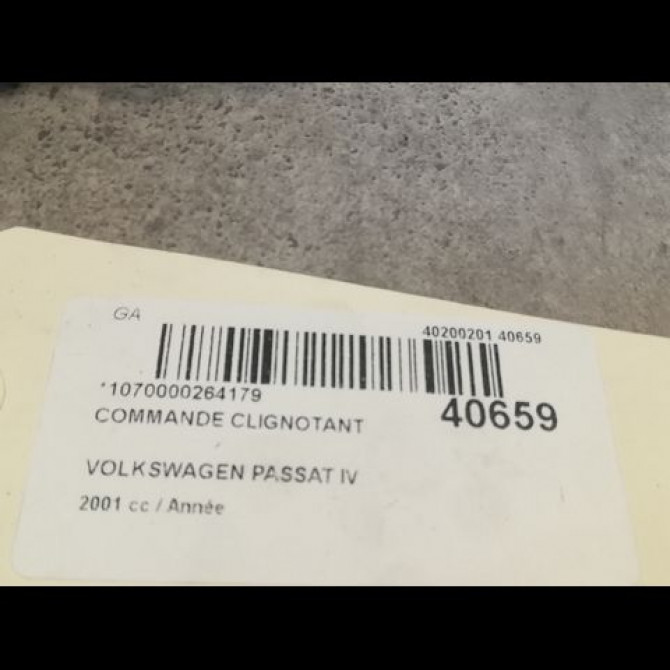 GA
40200201 40659
*1070000264179
40659
COMMANDE CLIGNOTANT
VOLKSWAGEN PASSAT IV
2001 cc / Année